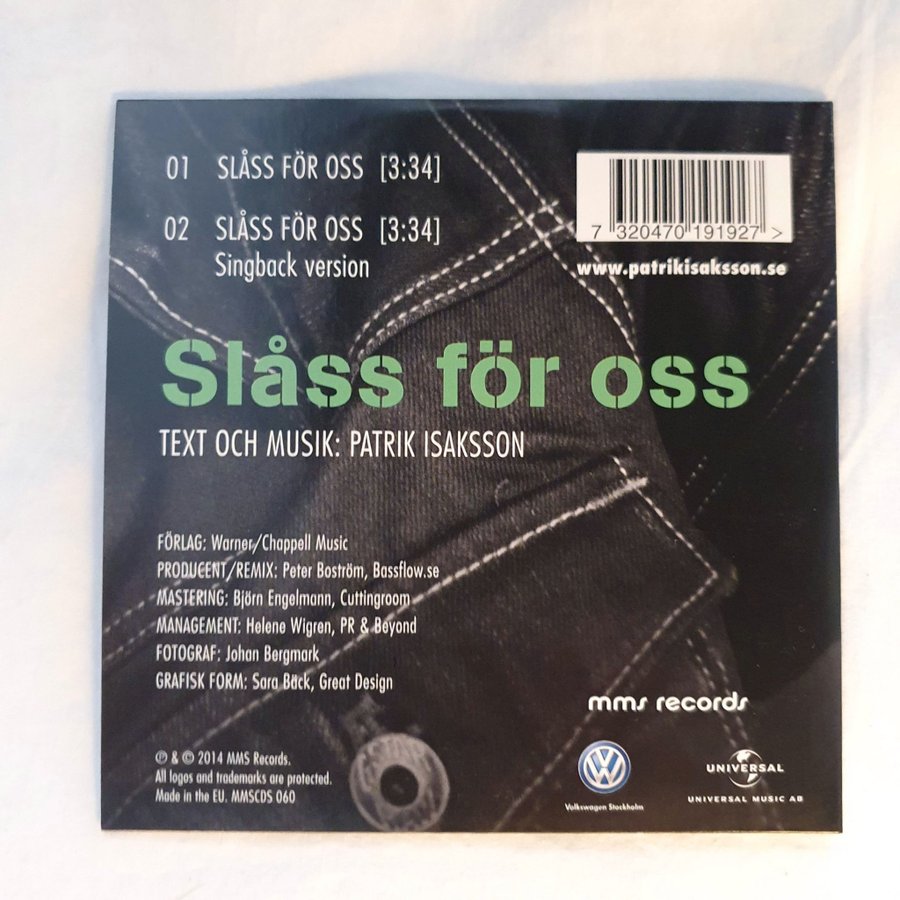 01 SLÅSS FÖR OSS [3:34]
02 SLÅSS FÖR OSS [3:34]
Singback version
7 320470 191927 >
www.patrikisaksson.se
Slåss för oss
TEXT OCH MUSIK: PATRIK ISAKSSON
FÖRLAG: Warner/Chappell Music
PRODUCENT/REMIX: Peter Boström, Bassflow.se
MASTERING: Björn Engelmann, Cuttingroom
MANAGEMENT: Helene Wigren, PR & Beyond
FOTOGRAF: Johan Bergmark
GRAFISK FORM: Sara Bäck, Great Design
mms records
℗ & © 2014 MMS Records.
All logos and trademarks are protected.
Made in the EU. MMSCDS 060
VW
Volkswagen Stockholm
UNIVERSAL
UNIVERSAL MUSIC AB